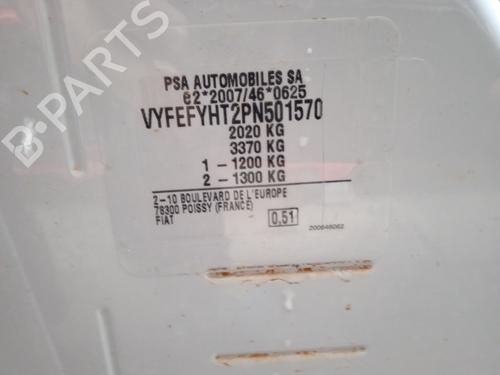 PSA AUTOMOBILES SA
e2*2007/46*0625
VYFEFYHT2PN501570
2020 KG
3370 KG
1 - 1200 KG
2 - 1300 KG
2-10 BOULEVARD DE L'EUROPE
78300 POISSY (FRANCE)
FIAT
0,51
200648062
B-PARTS